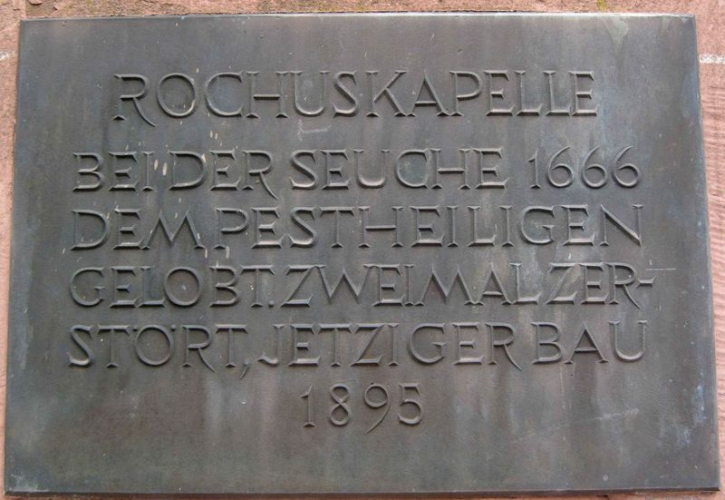 ROCHUSKAPELLE
BEI DER SEUCHE 1666
DEM PESTHEILIGEN
GELOBT. ZWEIMAL ZER-
STÖRT, JETZIGER BAU
1895